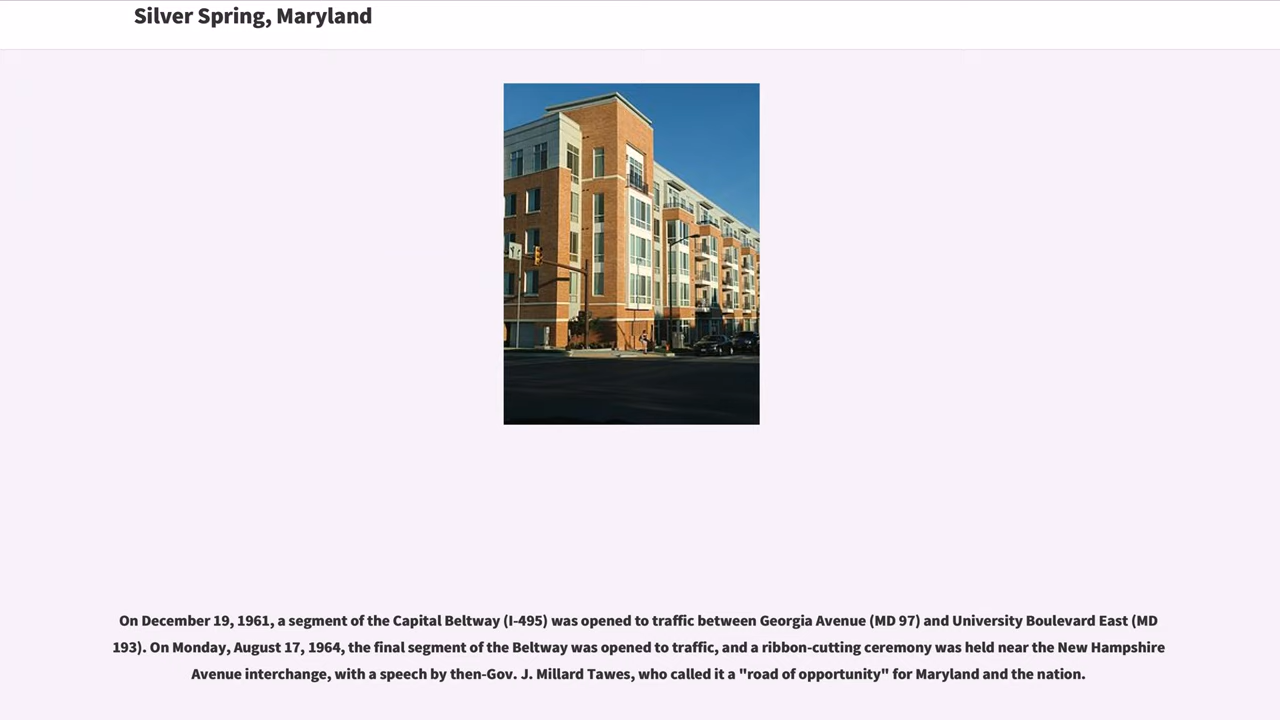 Silver Spring, Maryland
On December 19, 1961, a segment of the Capital Beltway (I-495) was opened to traffic between Georgia Avenue (MD 97) and University Boulevard East (MD
193). On Monday, August 17, 1964, the final segment of the Beltway was opened to traffic, and a ribbon-cutting ceremony was held near the New Hampshire
Avenue interchange, with a speech by then-Gov. J. Millard Tawes, who called it a "road of opportunity" for Maryland and the nation.